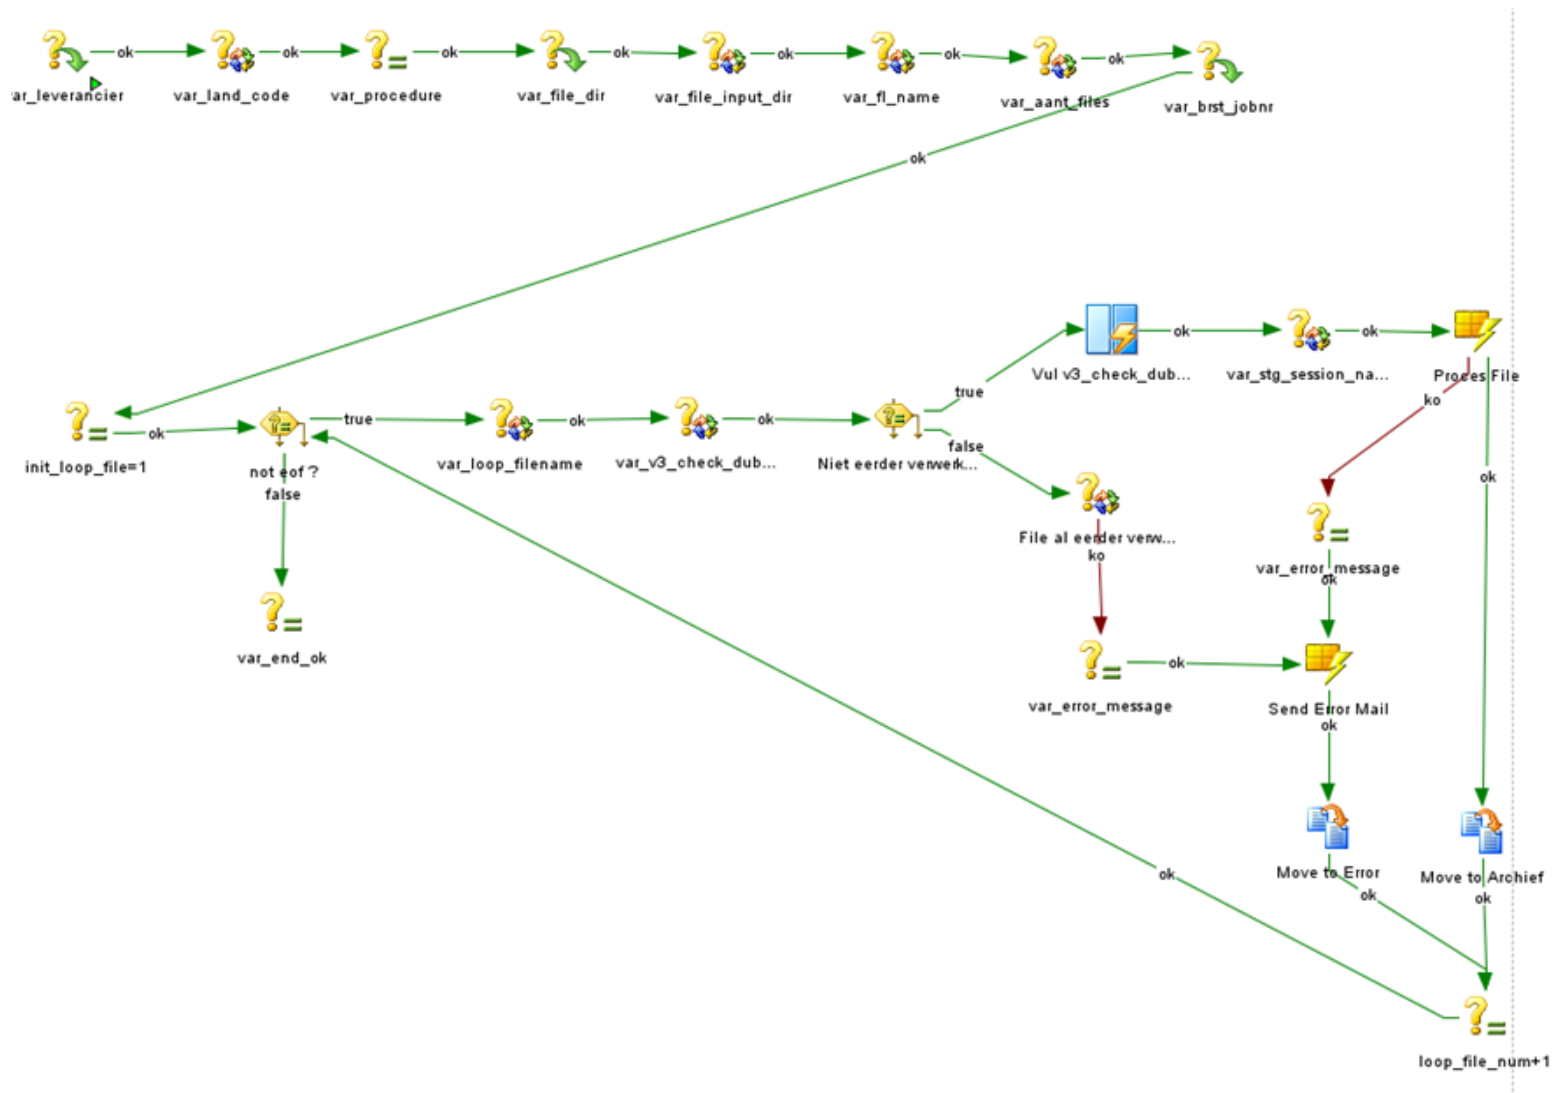 ok
ok
ok
ok
ok
ok
ok
var_leverancier
var_land_code
var_procedure
var_file_dir
var_file_input_dir
var_fl_name
var_aant_files
var_brst_jobnr
ok
Vul v3_check_dub...
ok
var_stg_session_na...
ok
Proces File
true
ko
init_loop_file=1
ok
not eof ?
false
true
var_loop_filename
ok
var_v3_check_dub...
ok
Niet eerder verwerk...
false
ok
File al eerder verw...
ko
var_error_message
ok
var_end_ok
var_error_message
ok
Send Error Mail
ok
Move to Error
ok
Move to Archief
ok
ok
loop_file_num+1